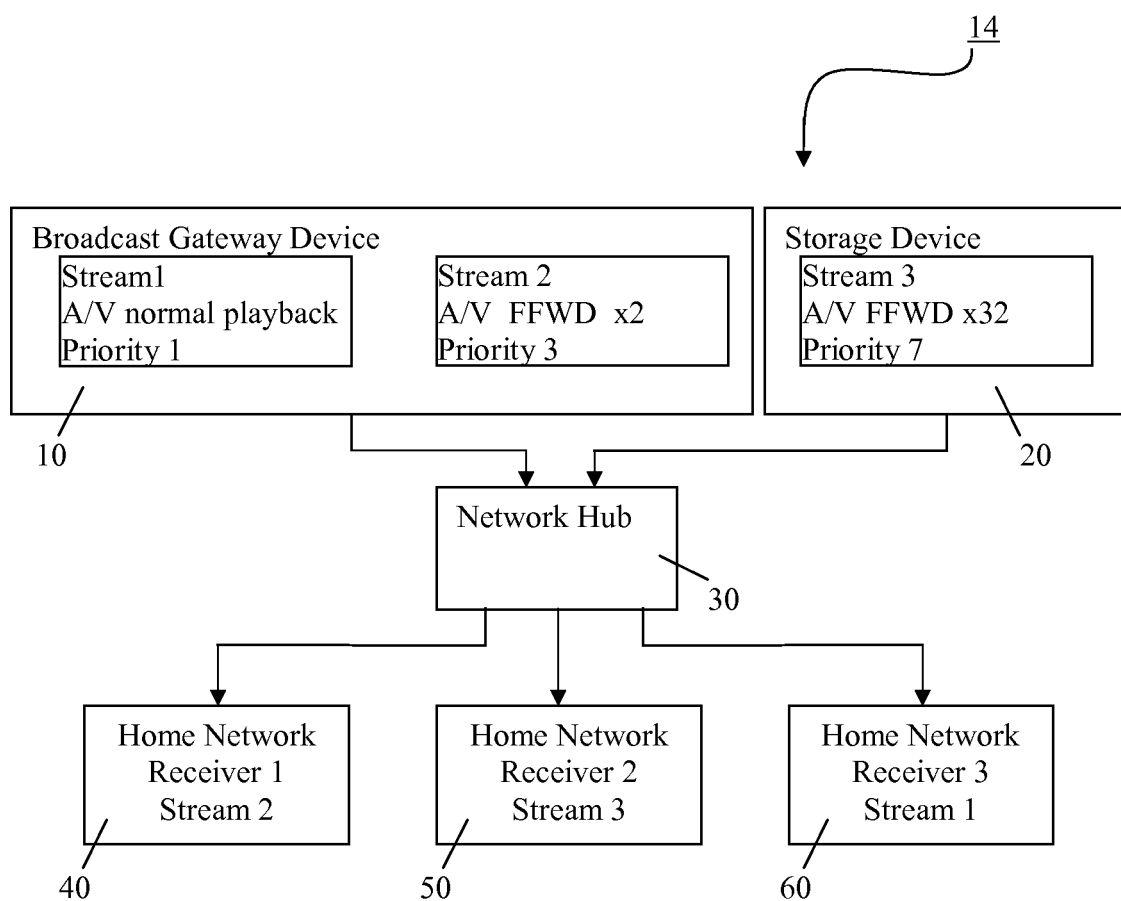 14
Broadcast Gateway Device
Stream1
A/V normal playback
Priority 1
Stream 2
A/V FFWD x2
Priority 3
Storage Device
Stream 3
A/V FFWD x32
Priority 7
10
20
Network Hub
30
Home Network
Receiver 1
Stream 2
Home Network
Receiver 2
Stream 3
Home Network
Receiver 3
Stream 1
40
50
60